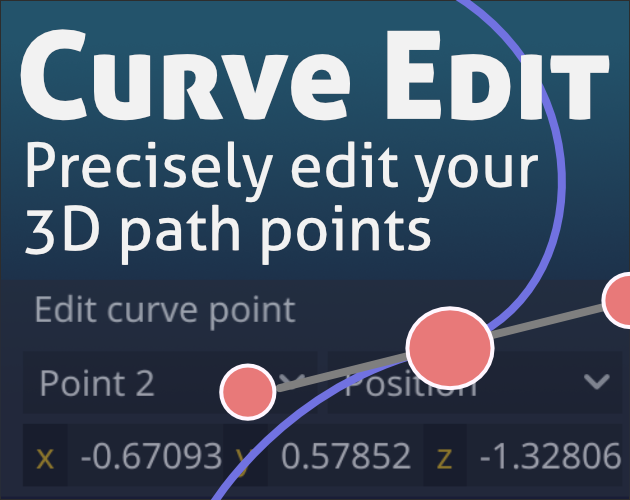 Curve Edit
Precisely edit your
3D path points
Edit curve point
Point 2 Position
x -0.67093 y 0.57852 z -1.32806